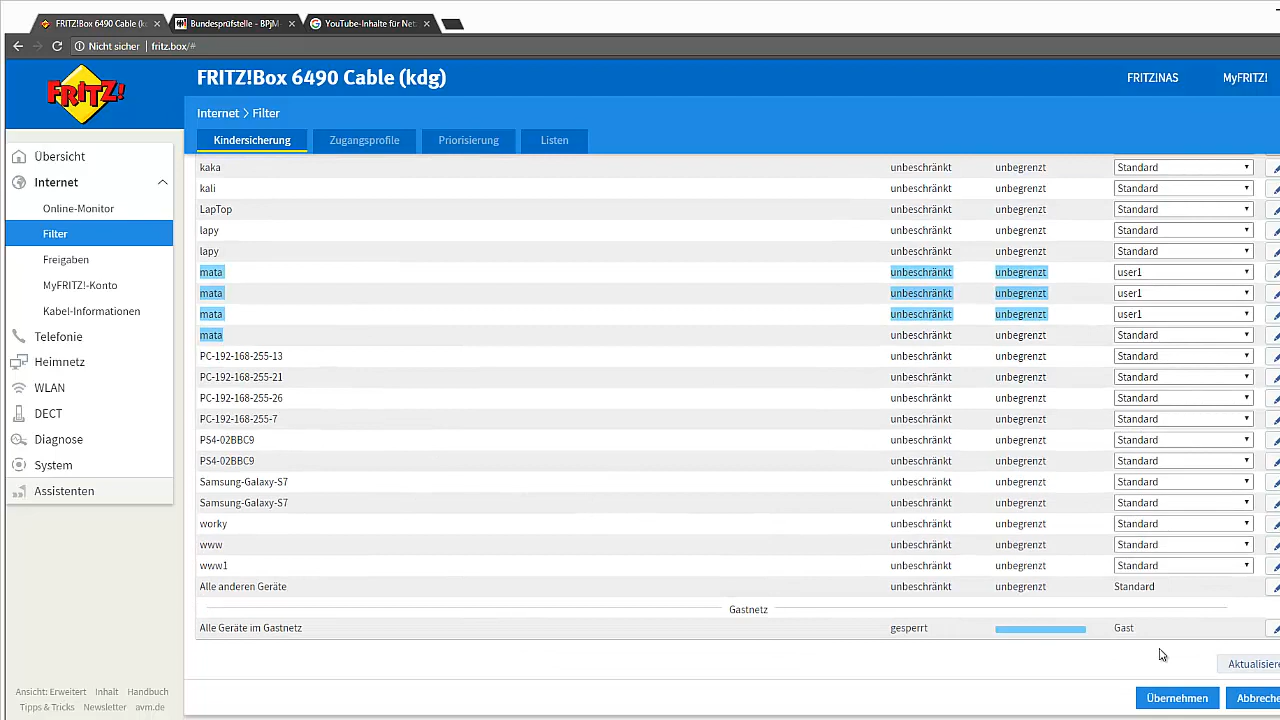 FRITZ!Box 6490 Cable (k
Bundesprüfstelle - BPjM
YouTube-Inhalte für Net
Nicht sicher fritz.box/#
FRITZ!
FRITZ!Box 6490 Cable (kdg)
FRITZ!NAS
MyFRITZ!
Internet > Filter
Kindersicherung
Zugangsprofile
Priorisierung
Listen
Übersicht
Internet
Online-Monitor
Filter
Freigaben
MyFRITZ!-Konto
Kabel-Informationen
Telefonie
Heimnetz
WLAN
DECT
Diagnose
System
Assistenten
Ansicht: Erweitert Inhalt Handbuch
Tipps & Tricks Newsletter avm.de
kaka unbeschränkt unbegrenzt Standard
kali unbeschränkt unbegrenzt Standard
LapTop unbeschränkt unbegrenzt Standard
lapy unbeschränkt unbegrenzt Standard
lapy unbeschränkt unbegrenzt Standard
mata unbeschränkt unbegrenzt user1
mata unbeschränkt unbegrenzt user1
mata unbeschränkt unbegrenzt user1
mata unbeschränkt unbegrenzt Standard
PC-192-168-255-13 unbeschränkt unbegrenzt Standard
PC-192-168-255-21 unbeschränkt unbegrenzt Standard
PC-192-168-255-26 unbeschränkt unbegrenzt Standard
PC-192-168-255-7 unbeschränkt unbegrenzt Standard
PS4-02BBC9 unbeschränkt unbegrenzt Standard
PS4-02BBC9 unbeschränkt unbegrenzt Standard
Samsung-Galaxy-S7 unbeschränkt unbegrenzt Standard
Samsung-Galaxy-S7 unbeschränkt unbegrenzt Standard
worky unbeschränkt unbegrenzt Standard
www unbeschränkt unbegrenzt Standard
www1 unbeschränkt unbegrenzt Standard
Alle anderen Geräte unbeschränkt unbegrenzt Standard
Gastnetz
Alle Geräte im Gastnetz gesperrt Gast
Aktualisiere
Übernehmen
Abbreche